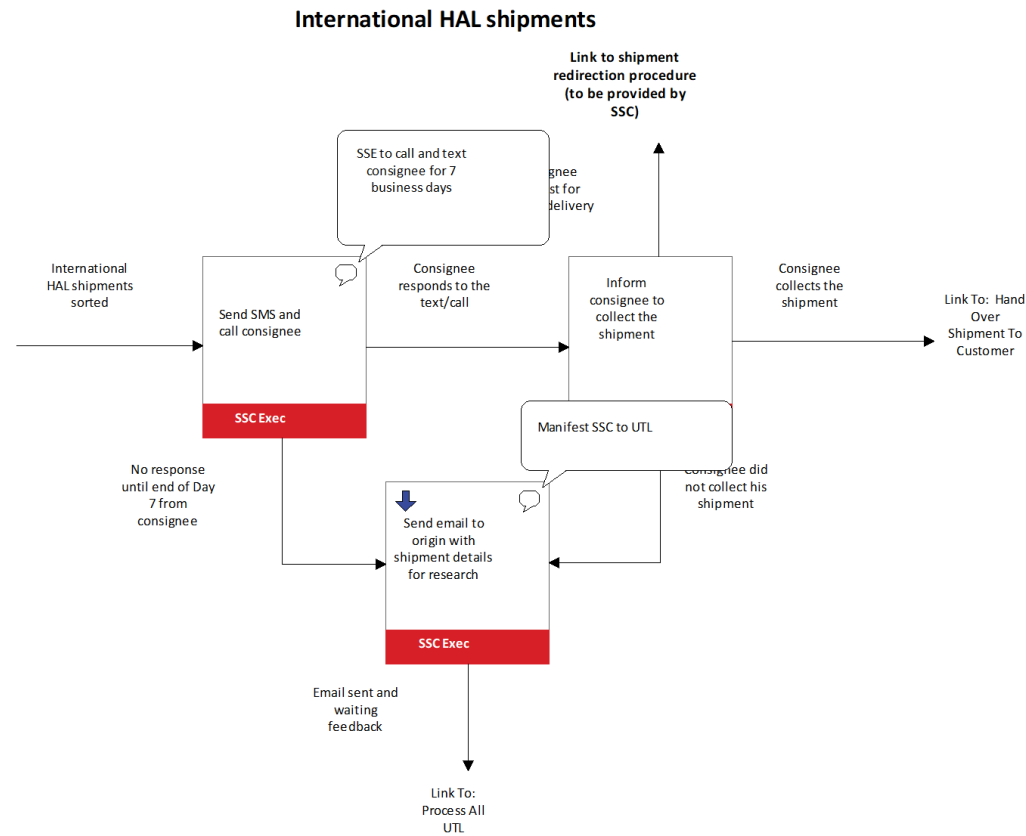 International HAL shipments
Link to shipment
redirection procedure
(to be provided by
SSC)
SSE to call and text
consignee for 7
business days
for
delivery
International
HAL shipments
sorted
Send SMS and
call consignee
SSC Exec
Consignee
responds to the
text/call
Inform
consignee to
collect the
shipment
Consignee
collects the
shipment
Link To: Hand
Over
Shipment To
Customer
Manifest SSC to UTL
No response
until end of Day
7 from
consignee
Consignee did
not collect his
shipment
Send email to
origin with
shipment details
for research
SSC Exec
Email sent and
waiting
feedback
Link To:
Process All
UTL